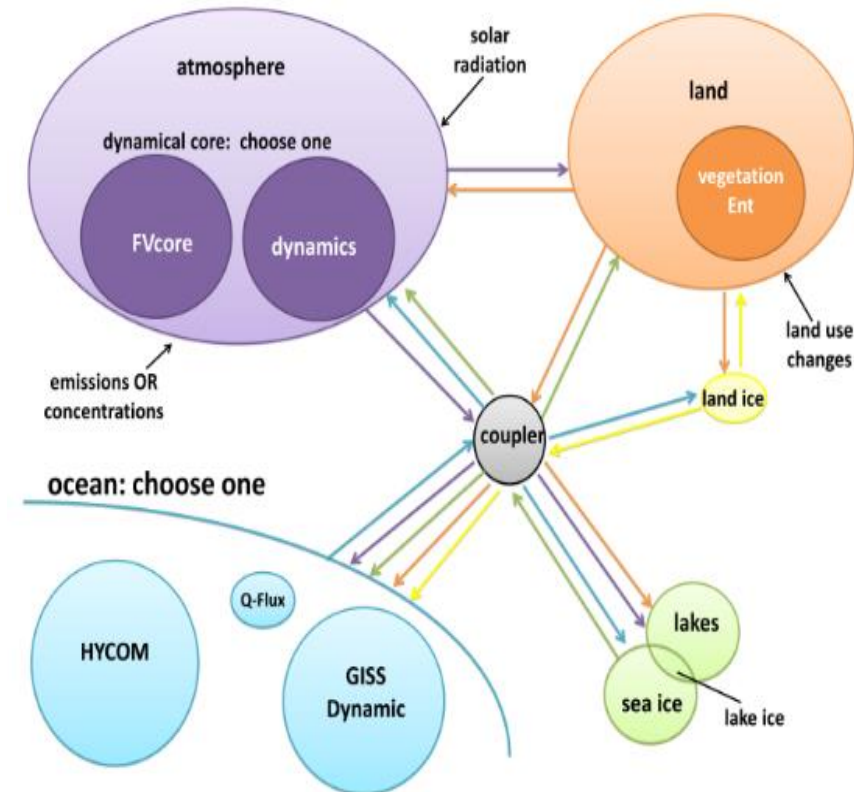 solar
radiation
atmosphere
land
dynamical core: choose one
vegetation
Ent
FVcore
dynamics
land use
changes
emissions OR
concentrations
land ice
coupler
ocean: choose one
Q-Flux
HYCOM
GISS
Dynamic
lakes
sea ice
lake ice